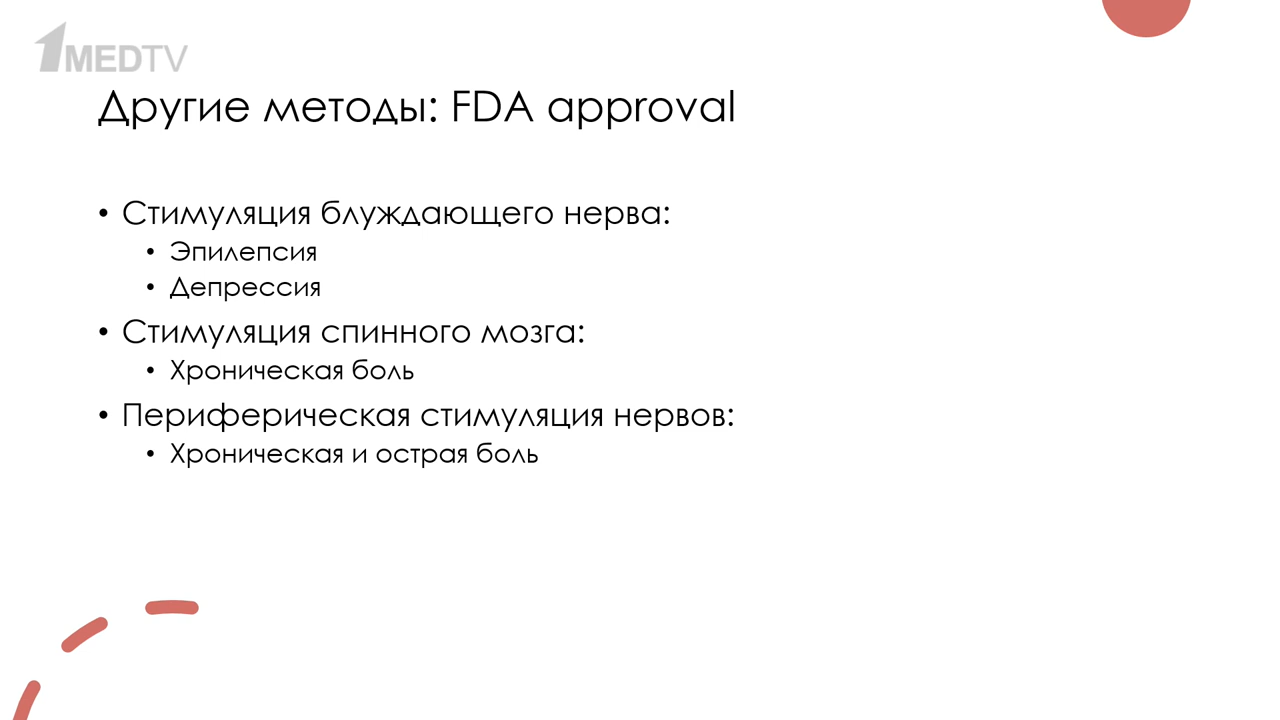 1MEDTV
Другие методы: FDA approval
• Стимуляция блуждающего нерва:
• Эпилепсия
• Депрессия
• Стимуляция спинного мозга:
• Хроническая боль
• Периферическая стимуляция нервов:
• Хроническая и острая боль